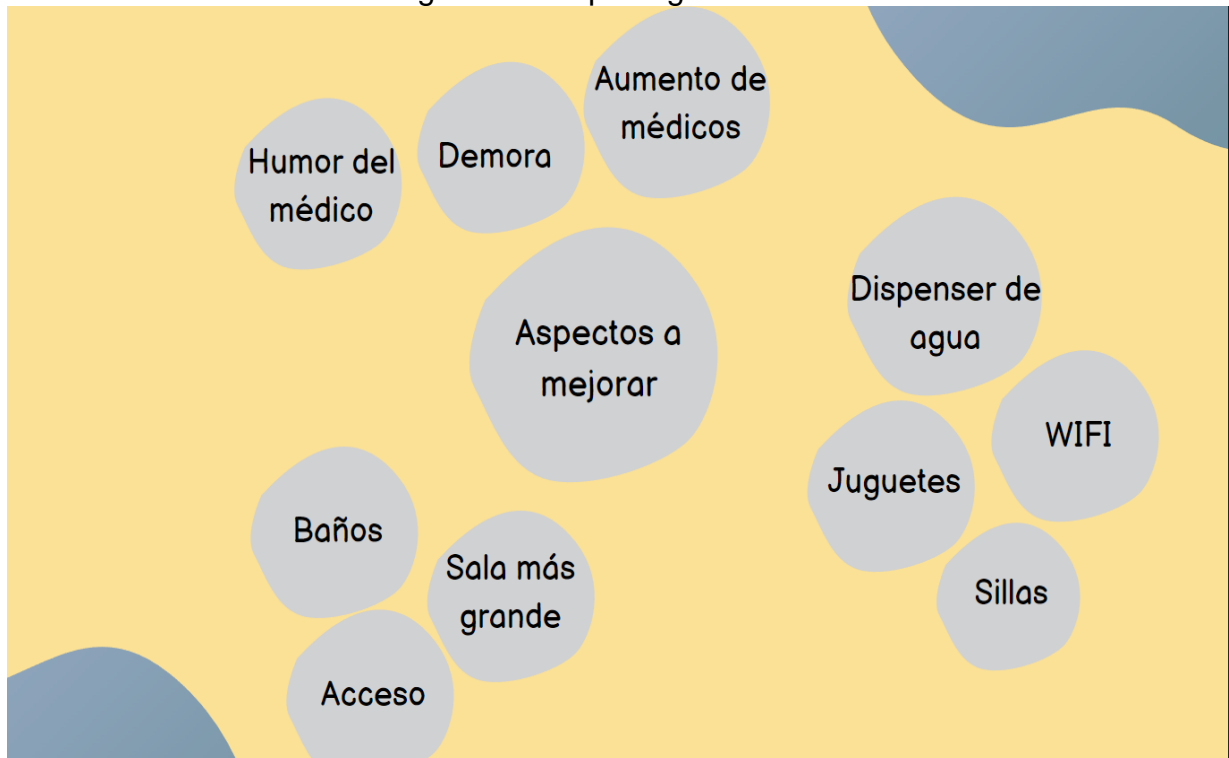 Aumento de
médicos
Demora
Humor del
médico
Dispenser de
agua
Aspectos a
mejorar
WIFI
Juguetes
Baños
Sala más
grande
Sillas
Acceso